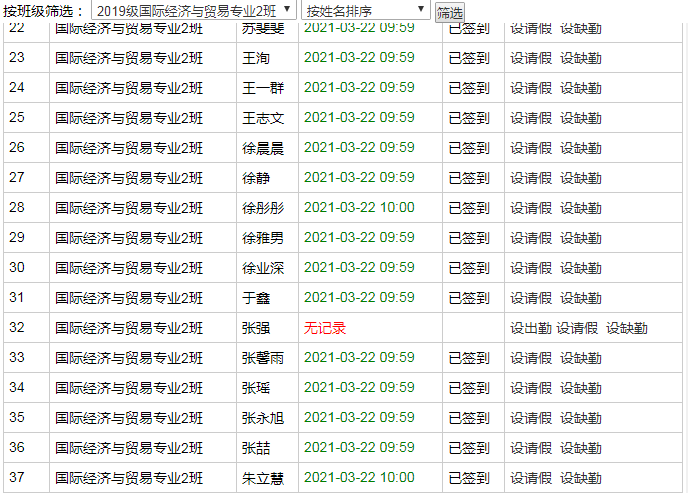 按班级筛选： 2019级国际经济与贸易专业2班 按姓名排序 筛选
22 国际经济与贸易专业2班 苏斐斐 2021-03-22 09:59 已签到 设请假 设缺勤
23 国际经济与贸易专业2班 王洵 2021-03-22 09:59 已签到 设请假 设缺勤
24 国际经济与贸易专业2班 王一群 2021-03-22 09:59 已签到 设请假 设缺勤
25 国际经济与贸易专业2班 王志文 2021-03-22 09:59 已签到 设请假 设缺勤
26 国际经济与贸易专业2班 徐晨晨 2021-03-22 09:59 已签到 设请假 设缺勤
27 国际经济与贸易专业2班 徐静 2021-03-22 09:59 已签到 设请假 设缺勤
28 国际经济与贸易专业2班 徐彤彤 2021-03-22 10:00 已签到 设请假 设缺勤
29 国际经济与贸易专业2班 徐雅男 2021-03-22 09:59 已签到 设请假 设缺勤
30 国际经济与贸易专业2班 徐业深 2021-03-22 09:59 已签到 设请假 设缺勤
31 国际经济与贸易专业2班 于鑫 2021-03-22 09:59 已签到 设请假 设缺勤
32 国际经济与贸易专业2班 张强 无记录 设出勤 设请假 设缺勤
33 国际经济与贸易专业2班 张馨雨 2021-03-22 09:59 已签到 设请假 设缺勤
34 国际经济与贸易专业2班 张瑶 2021-03-22 09:59 已签到 设请假 设缺勤
35 国际经济与贸易专业2班 张永旭 2021-03-22 09:59 已签到 设请假 设缺勤
36 国际经济与贸易专业2班 张喆 2021-03-22 09:59 已签到 设请假 设缺勤
37 国际经济与贸易专业2班 朱立慧 2021-03-22 10:00 已签到 设请假 设缺勤